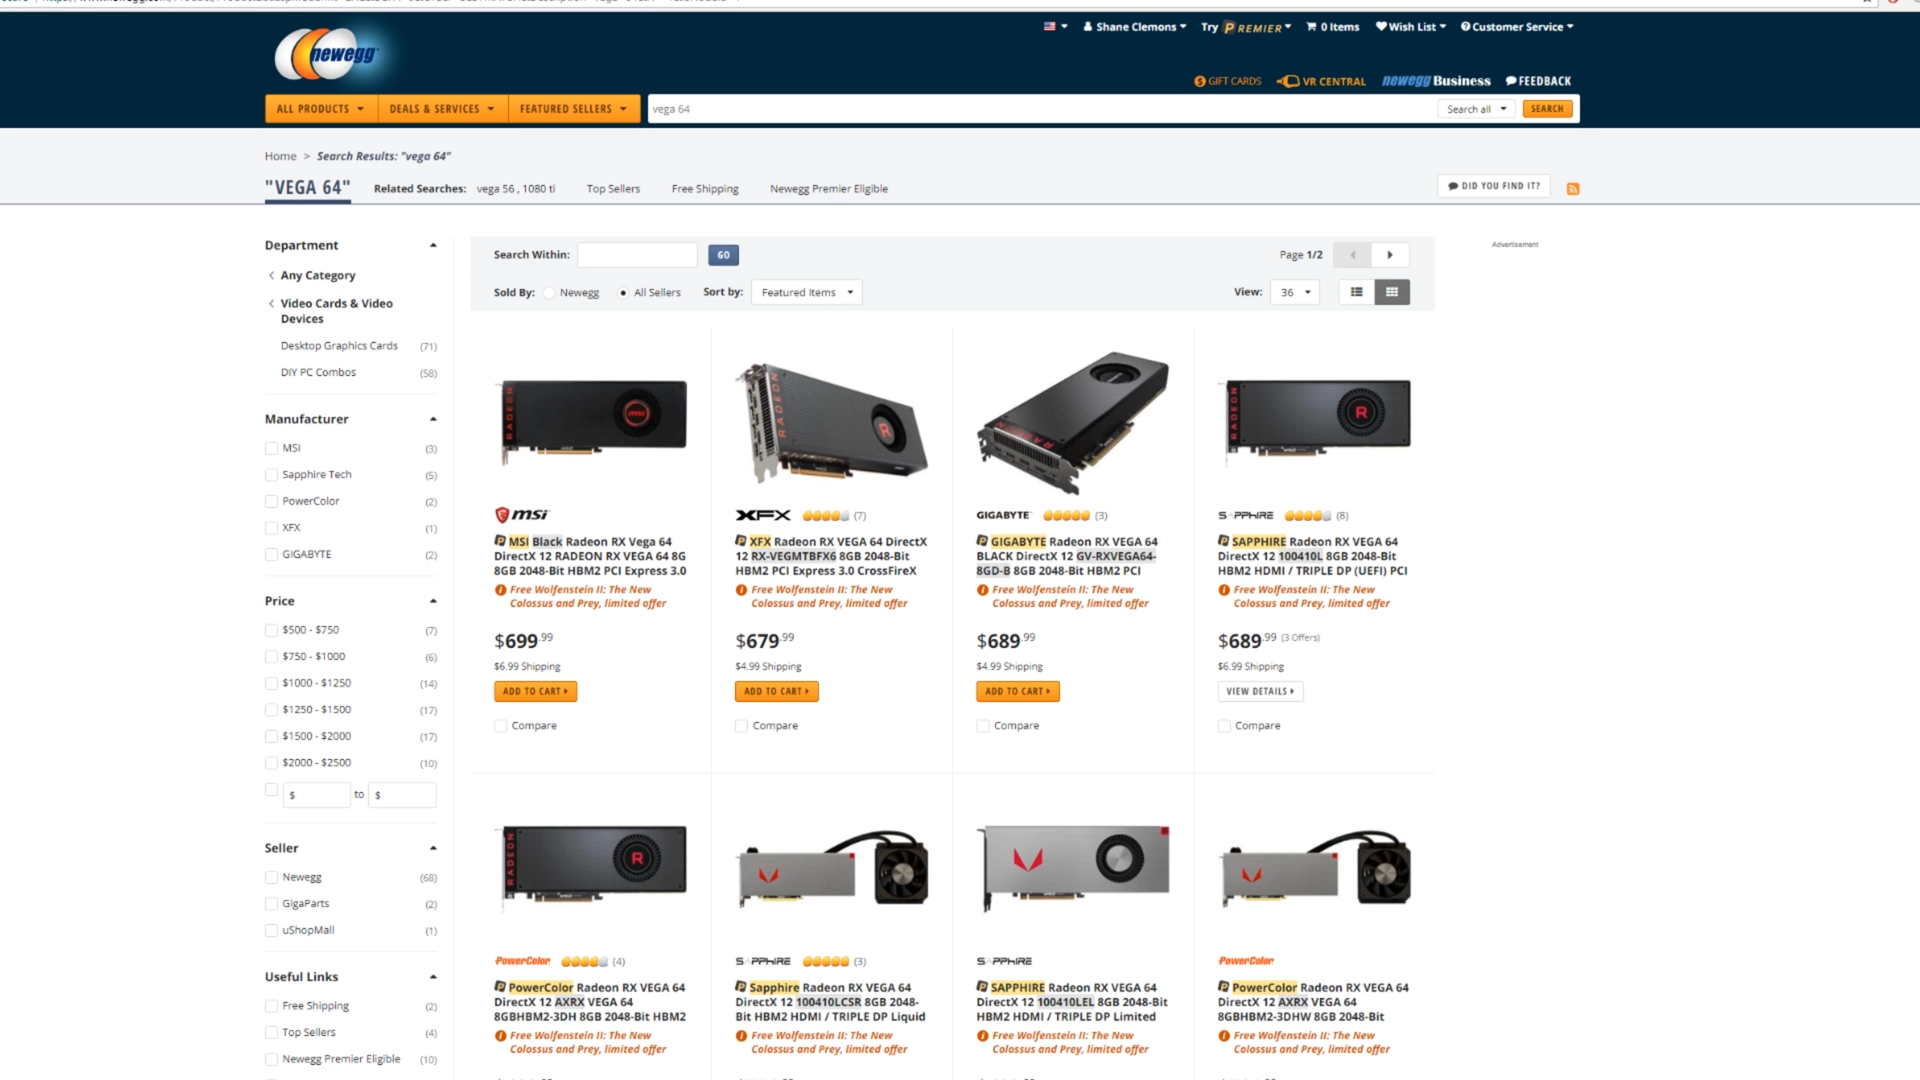 newegg
Shane Clemons
Try PREMIER
0 Items
Wish List
Customer Service
GIFT CARDS
VR CENTRAL
newegg Business
FEEDBACK
ALL PRODUCTS
DEALS & SERVICES
FEATURED SELLERS
vega 64
Search all
SEARCH
Home > Search Results: "vega 64"
"VEGA 64"
Related Searches: vega 56 , 1080 ti
Top Sellers
Free Shipping
Newegg Premier Eligible
DID YOU FIND IT?
Department
< Any Category
< Video Cards & Video
Devices
Desktop Graphics Cards (71)
DIY PC Combos (58)
Manufacturer
MSI (3)
Sapphire Tech (5)
PowerColor (2)
XFX (1)
GIGABYTE (2)
Price
$500 - $750 (7)
$750 - $1000 (6)
$1000 - $1250 (14)
$1250 - $1500 (17)
$1500 - $2000 (17)
$2000 - $2500 (10)
$ to $
Seller
Newegg (68)
GigaParts (2)
uShopMall (1)
Useful Links
Free Shipping (2)
Top Sellers (4)
Newegg Premier Eligible (10)
Search Within: GO
Page 1/2
Sold By: Newegg All Sellers Sort by: Featured Items
View: 36
Advertisement
msi
MSI Black Radeon RX Vega 64
DirectX 12 RADEON RX VEGA 64 8G
8GB 2048-Bit HBM2 PCI Express 3.0
Free Wolfenstein II: The New
Colossus and Prey, limited offer
$699.99
$6.99 Shipping
ADD TO CART
Compare
RADEON
XFX (7)
XFX Radeon RX VEGA 64 DirectX
12 RX-VEGMTBFX6 8GB 2048-Bit
HBM2 PCI Express 3.0 CrossFireX
Free Wolfenstein II: The New
Colossus and Prey, limited offer
$679.99
$4.99 Shipping
ADD TO CART
Compare
GIGABYTE (3)
GIGABYTE Radeon RX VEGA 64
BLACK DirectX 12 GV-RXVEGA64-
8GD-B 8GB 2048-Bit HBM2 PCI
Free Wolfenstein II: The New
Colossus and Prey, limited offer
$689.99
$4.99 Shipping
ADD TO CART
Compare
RADEON
R
SAPPHIRE (8)
SAPPHIRE Radeon RX VEGA 64
DirectX 12 100410L 8GB 2048-Bit
HBM2 HDMI / TRIPLE DP (UEFI) PCI
Free Wolfenstein II: The New
Colossus and Prey, limited offer
$689.99 (3 Offers)
$6.99 Shipping
VIEW DETAILS
Compare
RADEON
R
PowerColor (4)
PowerColor Radeon RX VEGA 64
DirectX 12 AXRX VEGA 64
8GBHBM2-3DH 8GB 2048-Bit HBM2
Free Wolfenstein II: The New
Colossus and Prey, limited offer
SAPPHIRE (3)
Sapphire Radeon RX VEGA 64
DirectX 12 100410LCSR 8GB 2048-
Bit HBM2 HDMI / TRIPLE DP Liquid
Free Wolfenstein II: The New
Colossus and Prey, limited offer
SAPPHIRE
SAPPHIRE Radeon RX VEGA 64
DirectX 12 100410LEL 8GB 2048-Bit
HBM2 HDMI / TRIPLE DP Limited
Free Wolfenstein II: The New
Colossus and Prey, limited offer
PowerColor
PowerColor Radeon RX VEGA 64
DirectX 12 AXRX VEGA 64
8GBHBM2-3DHW 8GB 2048-Bit
Free Wolfenstein II: The New
Colossus and Prey, limited offer